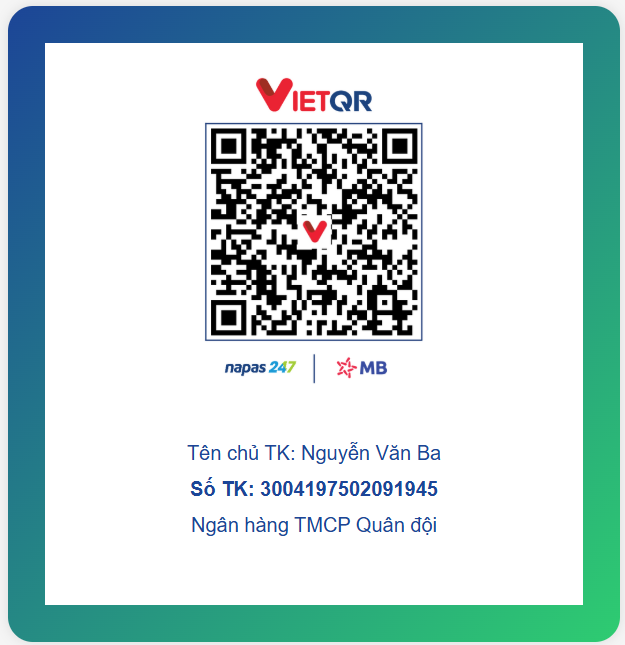 VIETQR
napas 247 MB
Tên chủ TK: Nguyễn Văn Ba
Số TK: 3004197502091945
Ngân hàng TMCP Quân đội